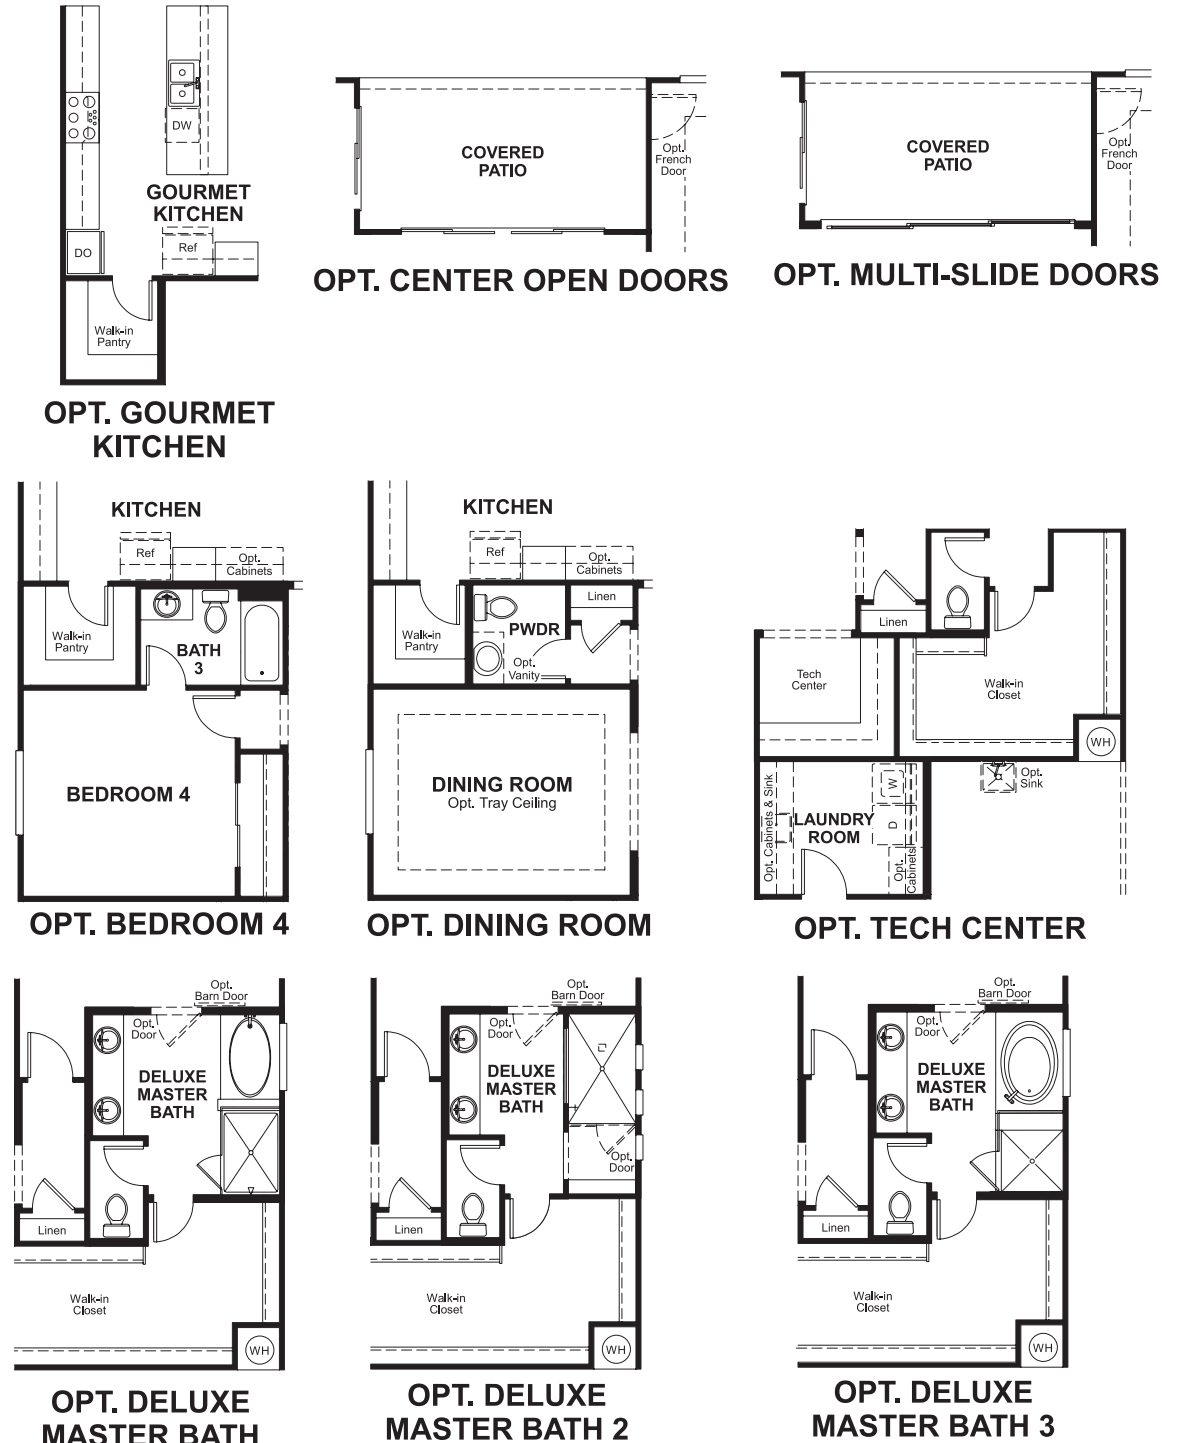 DW
GOURMET
KITCHEN
Ref
DO
Walk-in
Pantry
OPT. GOURMET
KITCHEN
COVERED
PATIO
Opt.
French
Door
OPT. CENTER OPEN DOORS
COVERED
PATIO
Opt.
French
Door
OPT. MULTI-SLIDE DOORS
KITCHEN
Ref
Opt.
Cabinets
Walk-in
Pantry
BATH
3
BEDROOM 4
OPT. BEDROOM 4
KITCHEN
Ref
Opt.
Cabinets
Linen
Walk-in
Pantry
PWDR
Opt.
Vanity
DINING ROOM
Opt. Tray Ceiling
OPT. DINING ROOM
Linen
Tech
Center
Walk-in
Closet
WH
Opt.
Sink
Opt. Cabinets & Sink
W
LAUNDRY
ROOM
D
Opt.
Cabinets
OPT. TECH CENTER
Opt.
Barn Door
Opt.
Door
DELUXE
MASTER
BATH
Linen
Walk-in
Closet
WH
OPT. DELUXE
MASTER BATH
Opt.
Barn Door
Opt.
Door
DELUXE
MASTER
BATH
Opt.
Door
Linen
Walk-in
Closet
WH
OPT. DELUXE
MASTER BATH 2
Opt.
Barn Door
Opt.
Door
DELUXE
MASTER
BATH
Linen
Walk-in
Closet
WH
OPT. DELUXE
MASTER BATH 3